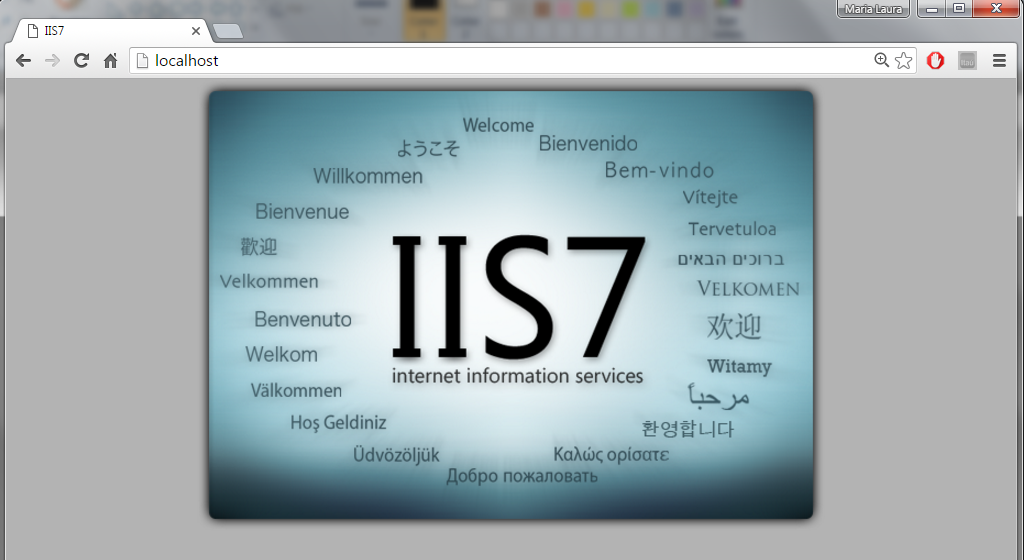 Maria Laura
IIS7
localhost
Welcome
ようこそ
Bienvenido
Willkommen
Bem-vindo
Vítejte
Bienvenue
Tervetuloa
歡迎
ברוכים הבאים
Velkommen
VELKOMEN
IIS7
internet information services
Benvenuto
欢迎
Welkom
Witamy
Välkommen
مرحباً
Hoş Geldiniz
환영합니다
Üdvözöljük
Καλώς ορίσατε
Добро пожаловать